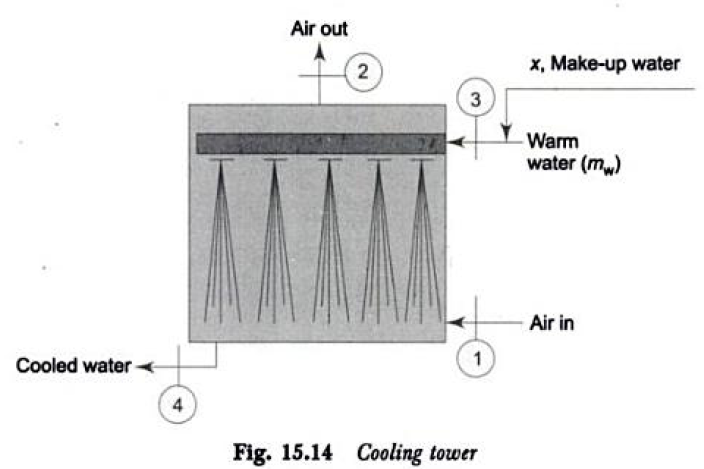 Air out
2
x, Make-up water
3
Warm
water (mw)
Air in
1
Cooled water
4
Fig. 15.14 Cooling tower